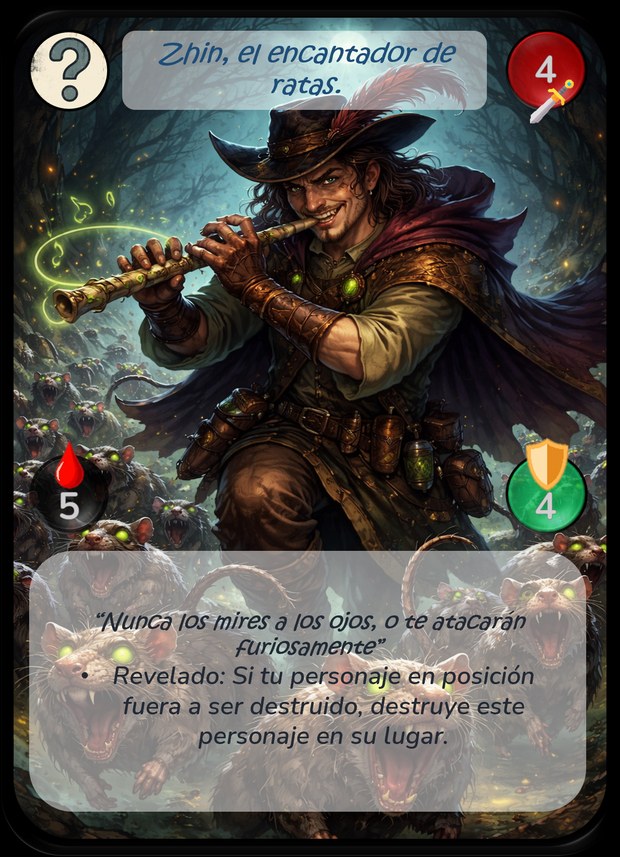 ?
Zhin, el encantador de
ratas.
4
5
4
“Nunca los mires a los ojos, o te atacarán
furiosamente”
• Revelado: Si tu personaje en posición
fuera a ser destruido, destruye este
personaje en su lugar.